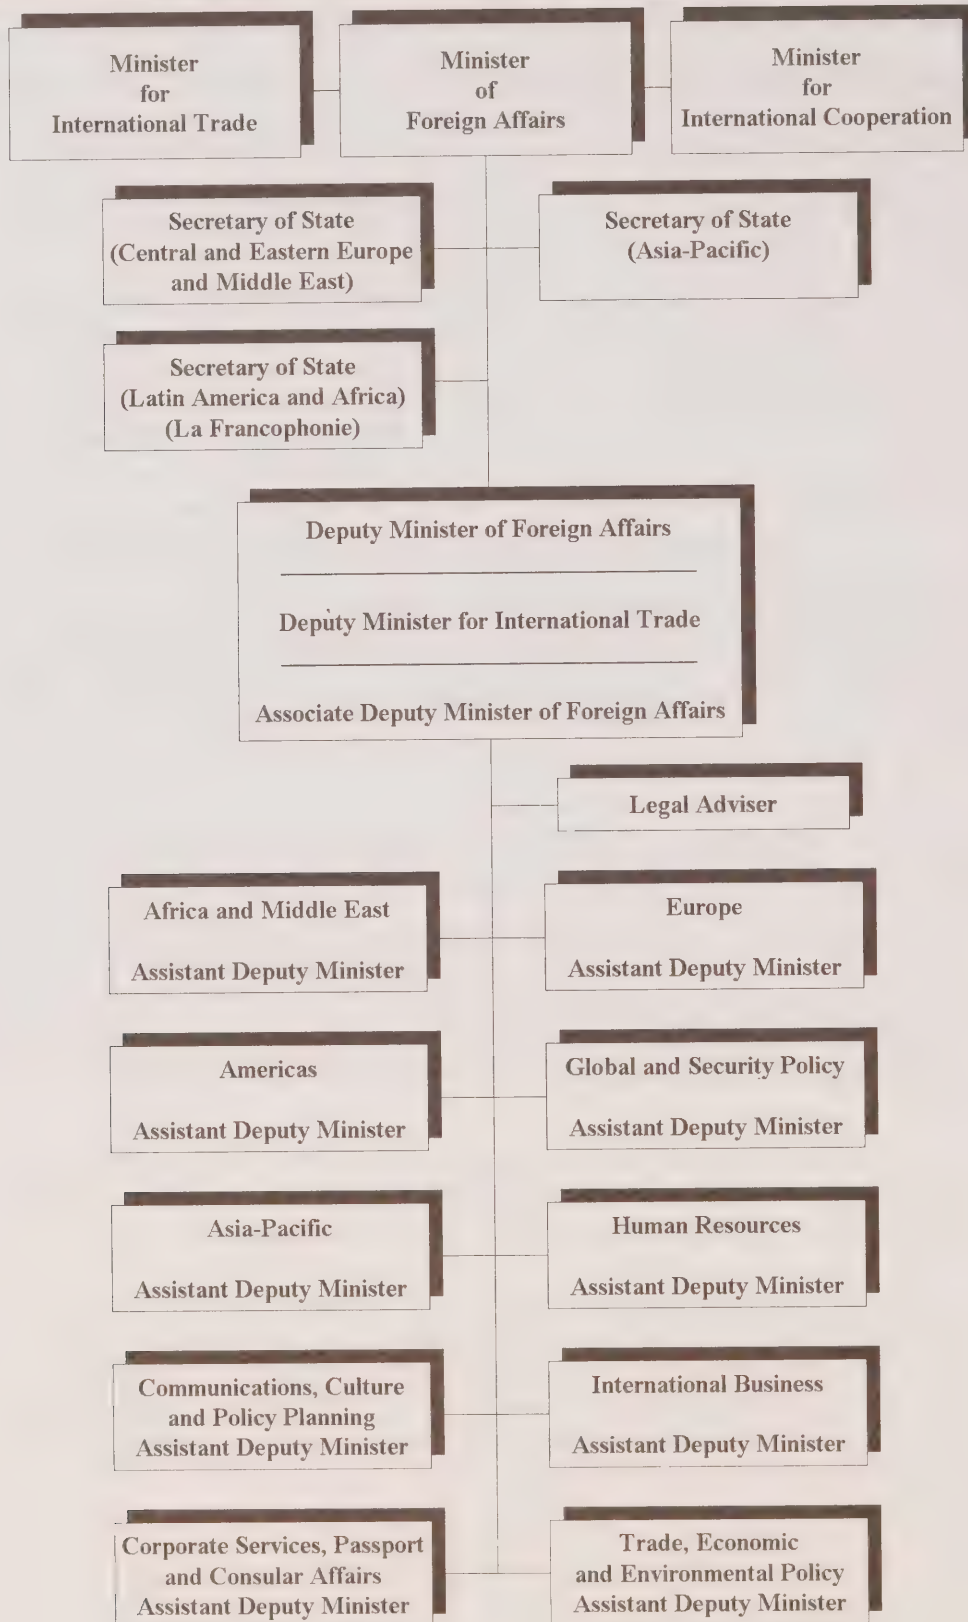 Minister
for
International Trade
Minister
of
Foreign Affairs
Minister
for
International Cooperation
Secretary of State
(Central and Eastern Europe
and Middle East)
Secretary of State
(Asia-Pacific)
Secretary of State
(Latin America and Africa)
(La Francophonie)
Deputy Minister of Foreign Affairs
Deputy Minister for International Trade
Associate Deputy Minister of Foreign Affairs
Legal Adviser
Africa and Middle East
Assistant Deputy Minister
Europe
Assistant Deputy Minister
Americas
Assistant Deputy Minister
Global and Security Policy
Assistant Deputy Minister
Asia-Pacific
Assistant Deputy Minister
Human Resources
Assistant Deputy Minister
Communications, Culture
and Policy Planning
Assistant Deputy Minister
International Business
Assistant Deputy Minister
Corporate Services, Passport
and Consular Affairs
Assistant Deputy Minister
Trade, Economic
and Environmental Policy
Assistant Deputy Minister